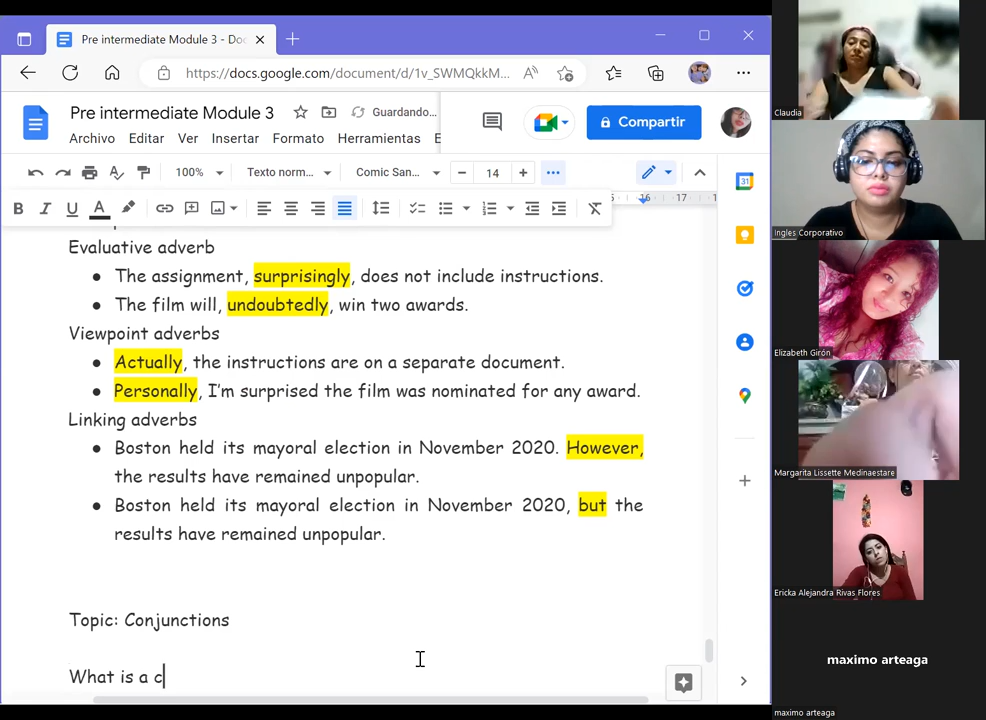 Pre intermediate Module 3 - Doc
https://docs.google.com/document/d/1v_SWMQkkM...
Pre intermediate Module 3
Guardando...
Compartir
Archivo Editar Ver Insertar Formato Herramientas E
100% Texto norm... Comic San... 14
16 17
Evaluative adverb
● The assignment, surprisingly, does not include instructions.
● The film will, undoubtedly, win two awards.
Viewpoint adverbs
● Actually, the instructions are on a separate document.
● Personally, I'm surprised the film was nominated for any award.
Linking adverbs
● Boston held its mayoral election in November 2020. However,
the results have remained unpopular.
● Boston held its mayoral election in November 2020, but the
results have remained unpopular.
Topic: Conjunctions
What is a c
Claudia
Ingles Corporativo
Elizabeth Girón
Margarita Lissette Medinaestare
Ericka Alejandra Rivas Flores
maximo arteaga
maximo arteaga